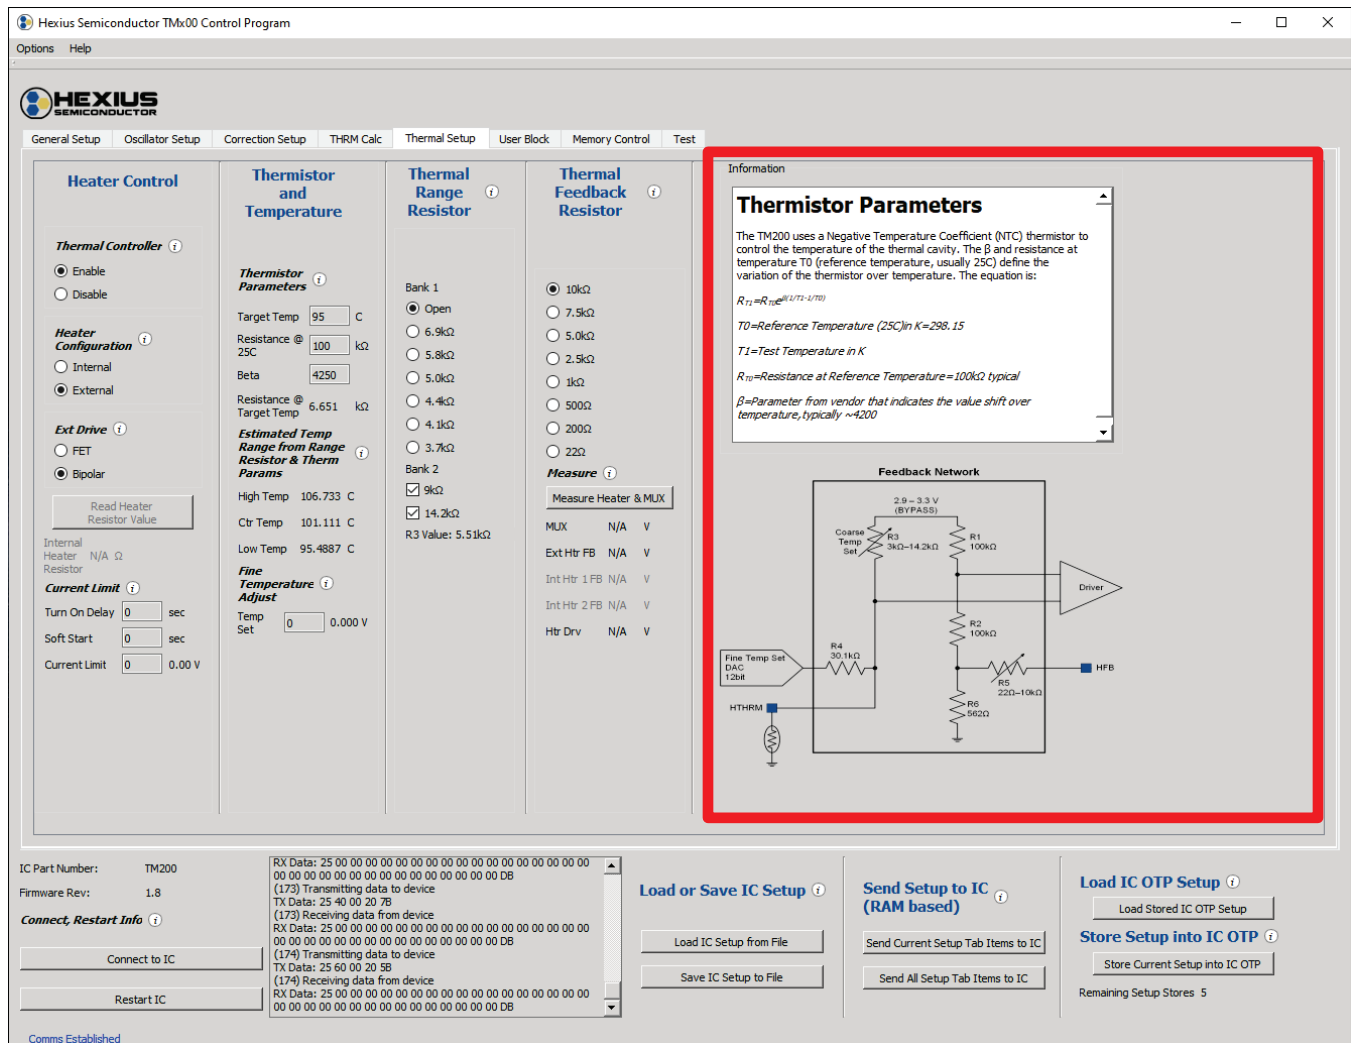 Hexius Semiconductor TMx00 Control Program
Options Help
HEXIUS
SEMICONDUCTOR
General Setup Oscillator Setup Correction Setup THRM Calc Thermal Setup User Block Memory Control Test
Heater Control
Thermal Controller
Enable
Disable
Heater
Configuration
Internal
External
Ext Drive
FET
Bipolar
Read Heater
Resistor Value
Internal
Heater N/A Ω
Resistor
Current Limit
Turn On Delay 0 sec
Soft Start 0 sec
Current Limit 0 0.00 V
Thermistor
and
Temperature
Thermistor
Parameters
Target Temp 95 C
Resistance @
25C 100 kΩ
Beta 4250
Resistance @
Target Temp 6.651 kΩ
Estimated Temp
Range from Range
Resistor & Therm
Params
High Temp 106.733 C
Ctr Temp 101.111 C
Low Temp 95.4887 C
Fine
Temperature
Adjust
Temp
Set 0 0.000 V
Thermal
Range
Resistor
Bank 1
Open
6.9kΩ
5.8kΩ
5.0kΩ
4.4kΩ
4.1kΩ
3.7kΩ
Bank 2
9kΩ
14.2kΩ
R3 Value: 5.51kΩ
Thermal
Feedback
Resistor
10kΩ
7.5kΩ
5.0kΩ
2.5kΩ
1kΩ
500Ω
200Ω
22Ω
Measure
Measure Heater & MUX
MUX N/A V
Ext Htr FB N/A V
Int Htr 1 FB N/A V
Int Htr 2 FB N/A V
Htr Drv N/A V
Information
Thermistor Parameters
The TM200 uses a Negative Temperature Coefficient (NTC) thermistor to
control the temperature of the thermal cavity. The β and resistance at
temperature T0 (reference temperature, usually 25C) define the
variation of the thermistor over temperature. The equation is:
RT1=RT0eβ(1/T1-1/T0)
T0=Reference Temperature (25C)in K=298.15
T1=Test Temperature in K
RT0=Resistance at Reference Temperature=100kΩ typical
β=Parameter from vendor that indicates the value shift over
temperature,typically ~4200
Feedback Network
2.9 – 3.3 V
(BYPASS)
Coarse
Temp
Set
R3
3kΩ–14.2kΩ
R1
100kΩ
Driver
R2
100kΩ
R4
30.1kΩ
Fine Temp Set
DAC
12bit
R5
22Ω–10kΩ
HFB
HTHRM
R6
562Ω
IC Part Number: TM200
Firmware Rev: 1.8
Connect, Restart Info
Connect to IC
Restart IC
Comms Established
RX Data: 25 00 00 00 00 00 00 00 00 00 00 00 00 00 00 00 00 00
00 00 00 00 00 00 00 00 00 00 00 00 00 00 00 DB
(173) Transmitting data to device
TX Data: 25 40 00 20 7B
(173) Receiving data from device
RX Data: 25 00 00 00 00 00 00 00 00 00 00 00 00 00 00 00 00 00
00 00 00 00 00 00 00 00 00 00 00 00 00 00 00 DB
(174) Transmitting data to device
TX Data: 25 60 00 20 5B
(174) Receiving data from device
RX Data: 25 00 00 00 00 00 00 00 00 00 00 00 00 00 00 00 00 00
00 00 00 00 00 00 00 00 00 00 00 00 00 00 00 DB
Load or Save IC Setup
Load IC Setup from File
Save IC Setup to File
Send Setup to IC
(RAM based)
Send Current Setup Tab Items to IC
Send All Setup Tab Items to IC
Load IC OTP Setup
Load Stored IC OTP Setup
Store Setup into IC OTP
Store Current Setup into IC OTP
Remaining Setup Stores 5